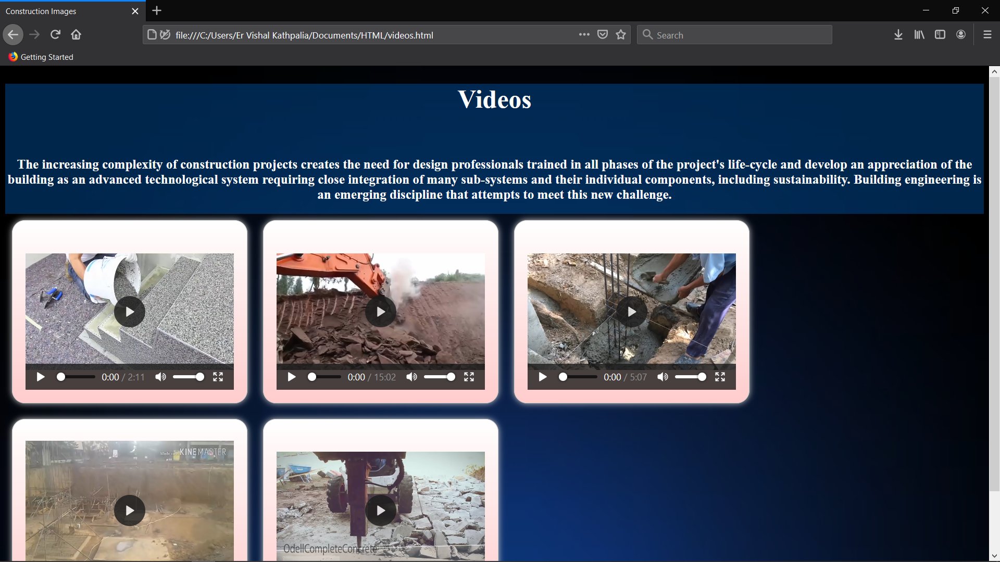 Construction Images
file:///C:/Users/Er Vishal Kathpalia/Documents/HTML/videos.html
Search
Getting Started
Videos
The increasing complexity of construction projects creates the need for design professionals trained in all phases of the project's life-cycle and develop an appreciation of the
building as an advanced technological system requiring close integration of many sub-systems and their individual components, including sustainability. Building engineering is
an emerging discipline that attempts to meet this new challenge.
0:00 / 2:11
0:00 / 15:02
0:00 / 5:07
Made with KINEMASTER
OdellCompleteConcrete